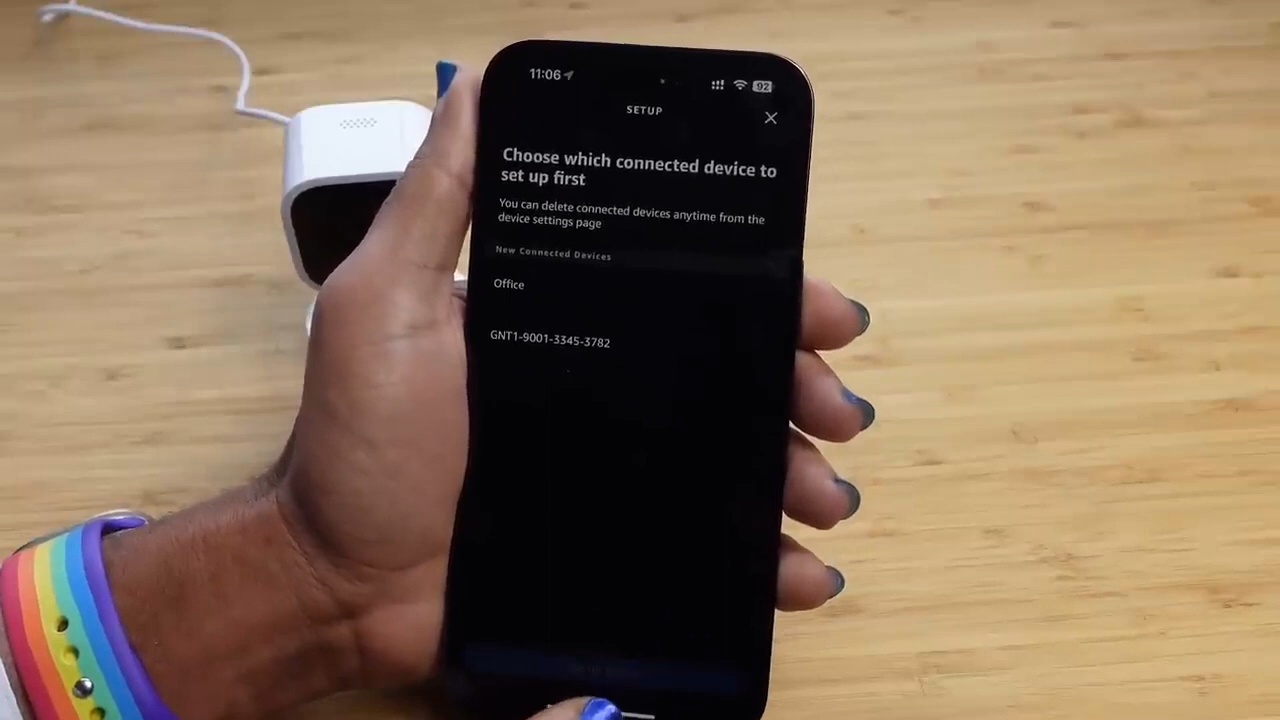 11:06
92
SETUP
Choose which connected device to
set up first
You can delete connected devices anytime from the
device settings page
New Connected Devices
Office
GNT1-9001-3345-3782